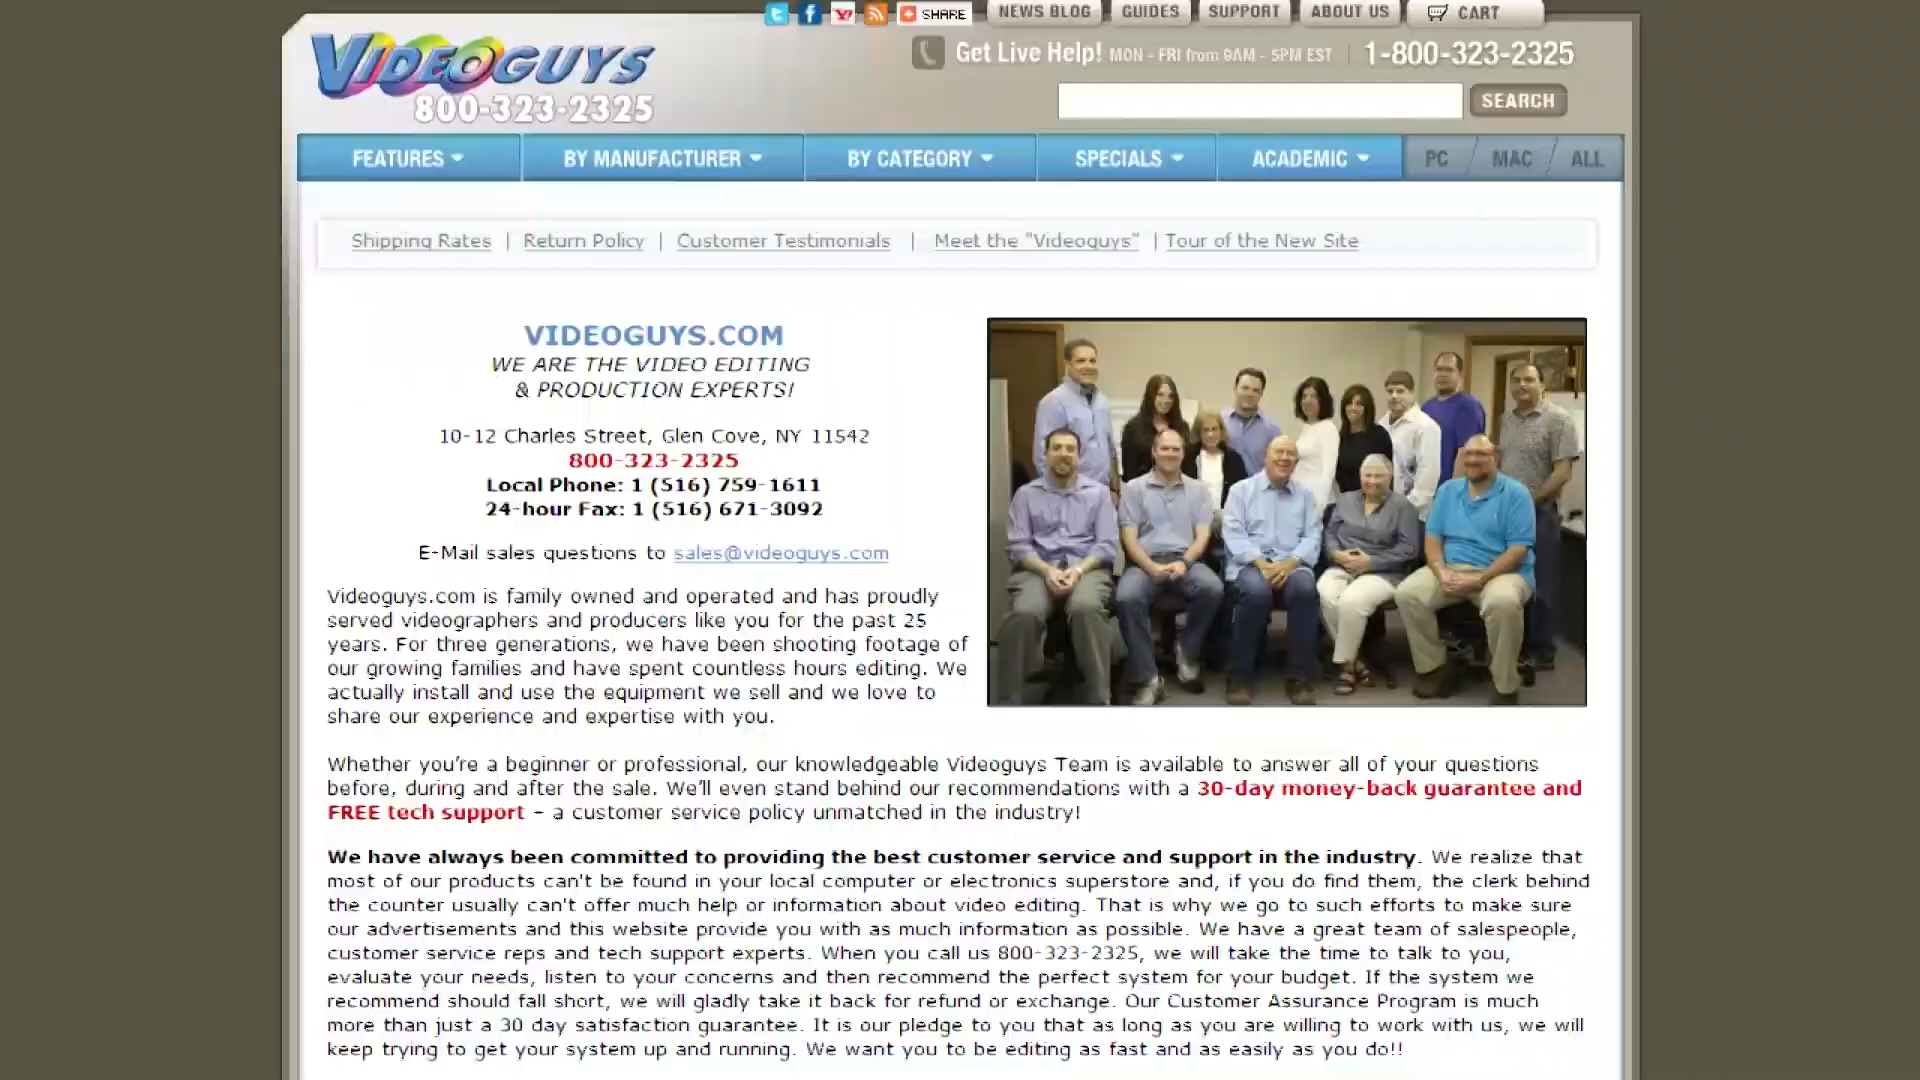 SHARE
NEWS BLOG GUIDES SUPPORT ABOUT US CART
VIDEOGUYS
800-323-2325
Get Live Help! MON - FRI from 9AM - 5PM EST | 1-800-323-2325
SEARCH
FEATURES BY MANUFACTURER BY CATEGORY SPECIALS ACADEMIC PC MAC ALL
Shipping Rates | Return Policy | Customer Testimonials | Meet the "Videoguys" | Tour of the New Site
VIDEOGUYS.COM
WE ARE THE VIDEO EDITING
& PRODUCTION EXPERTS!
10-12 Charles Street, Glen Cove, NY 11542
800-323-2325
Local Phone: 1 (516) 759-1611
24-hour Fax: 1 (516) 671-3092
E-Mail sales questions to sales@videoguys.com
Videoguys.com is family owned and operated and has proudly
served videographers and producers like you for the past 25
years. For three generations, we have been shooting footage of
our growing families and have spent countless hours editing. We
actually install and use the equipment we sell and we love to
share our experience and expertise with you.
Whether you're a beginner or professional, our knowledgeable Videoguys Team is available to answer all of your questions
before, during and after the sale. We'll even stand behind our recommendations with a 30-day money-back guarantee and
FREE tech support – a customer service policy unmatched in the industry!
We have always been committed to providing the best customer service and support in the industry. We realize that
most of our products can't be found in your local computer or electronics superstore and, if you do find them, the clerk behind
the counter usually can't offer much help or information about video editing. That is why we go to such efforts to make sure
our advertisements and this website provide you with as much information as possible. We have a great team of salespeople,
customer service reps and tech support experts. When you call us 800-323-2325, we will take the time to talk to you,
evaluate your needs, listen to your concerns and then recommend the perfect system for your budget. If the system we
recommend should fall short, we will gladly take it back for refund or exchange. Our Customer Assurance Program is much
more than just a 30 day satisfaction guarantee. It is our pledge to you that as long as you are willing to work with us, we will
keep trying to get your system up and running. We want you to be editing as fast and as easily as you do!!